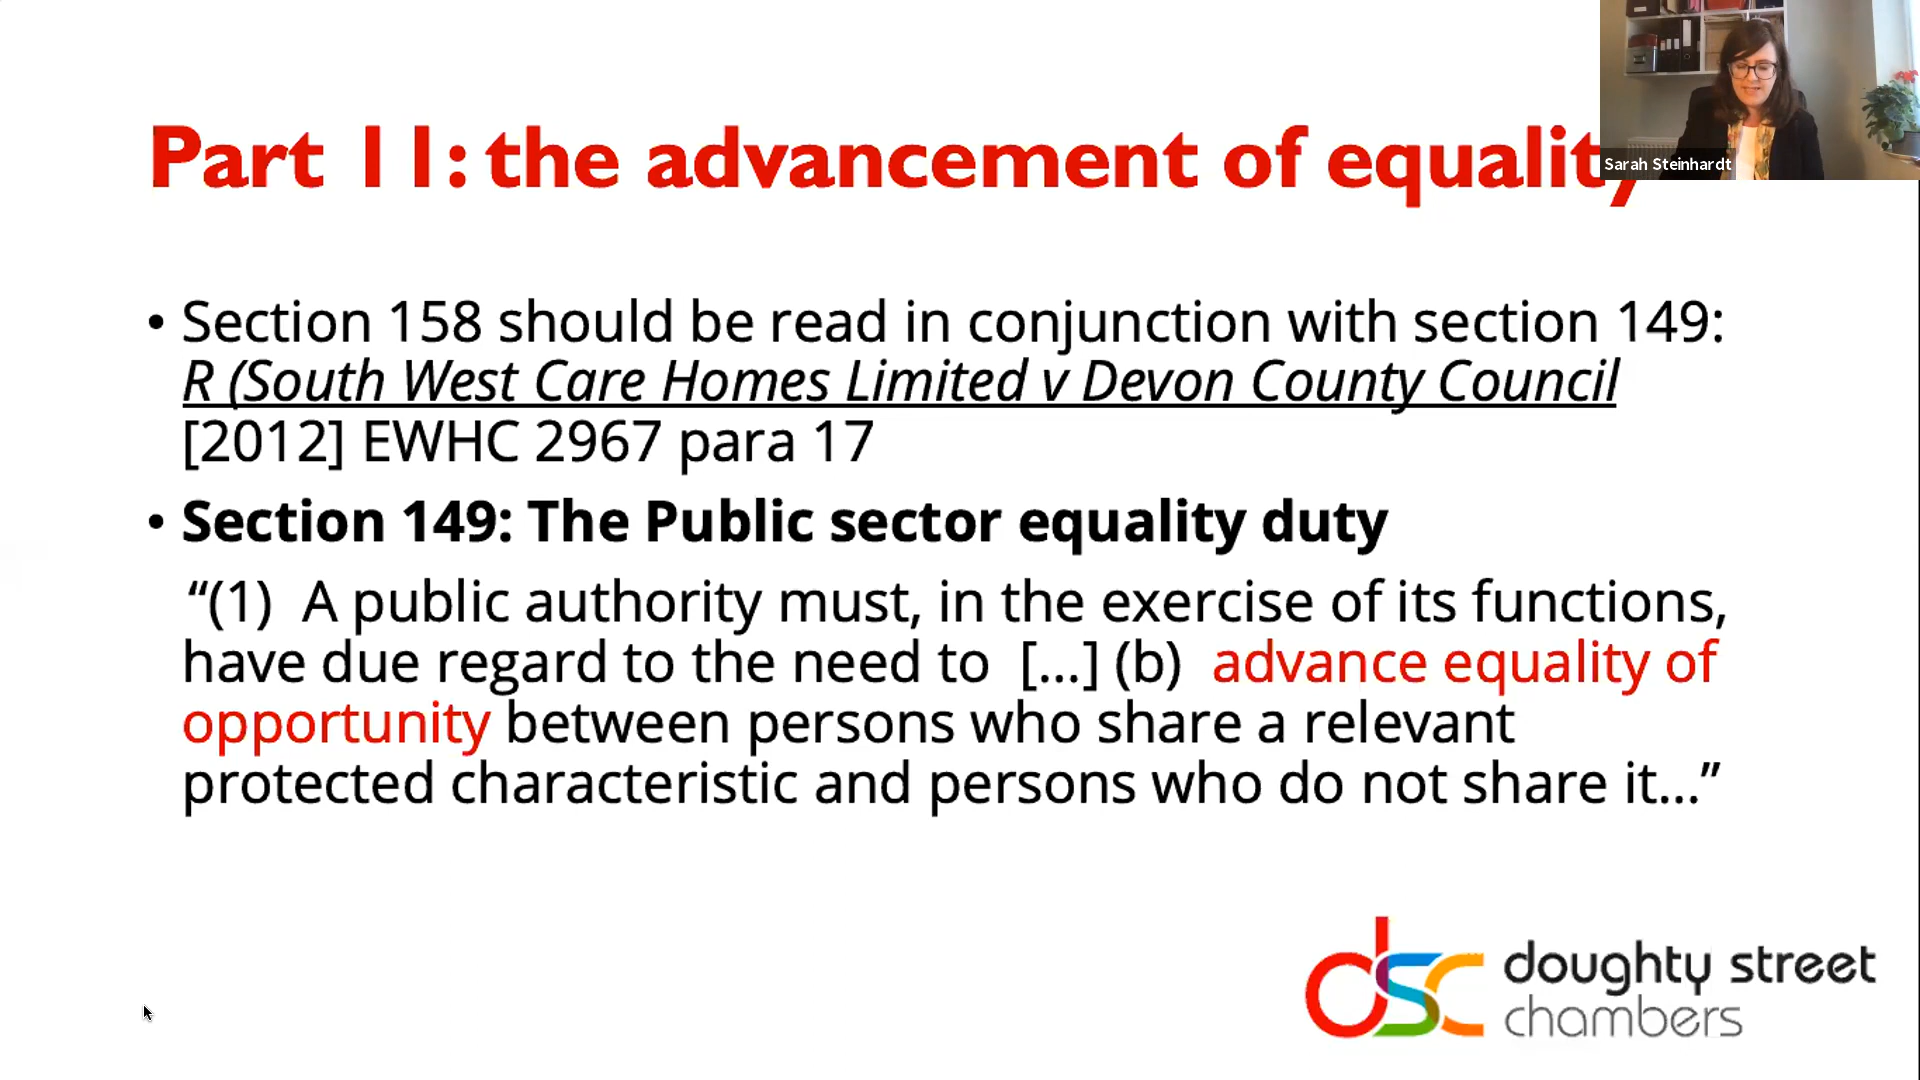 Part 11: the advancement of equality
Sarah Steinhardt
• Section 158 should be read in conjunction with section 149:
R (South West Care Homes Limited v Devon County Council
[2012] EWHC 2967 para 17
• Section 149: The Public sector equality duty
“(1) A public authority must, in the exercise of its functions,
have due regard to the need to [...] (b) advance equality of
opportunity between persons who share a relevant
protected characteristic and persons who do not share it...”
dsc doughty street
chambers